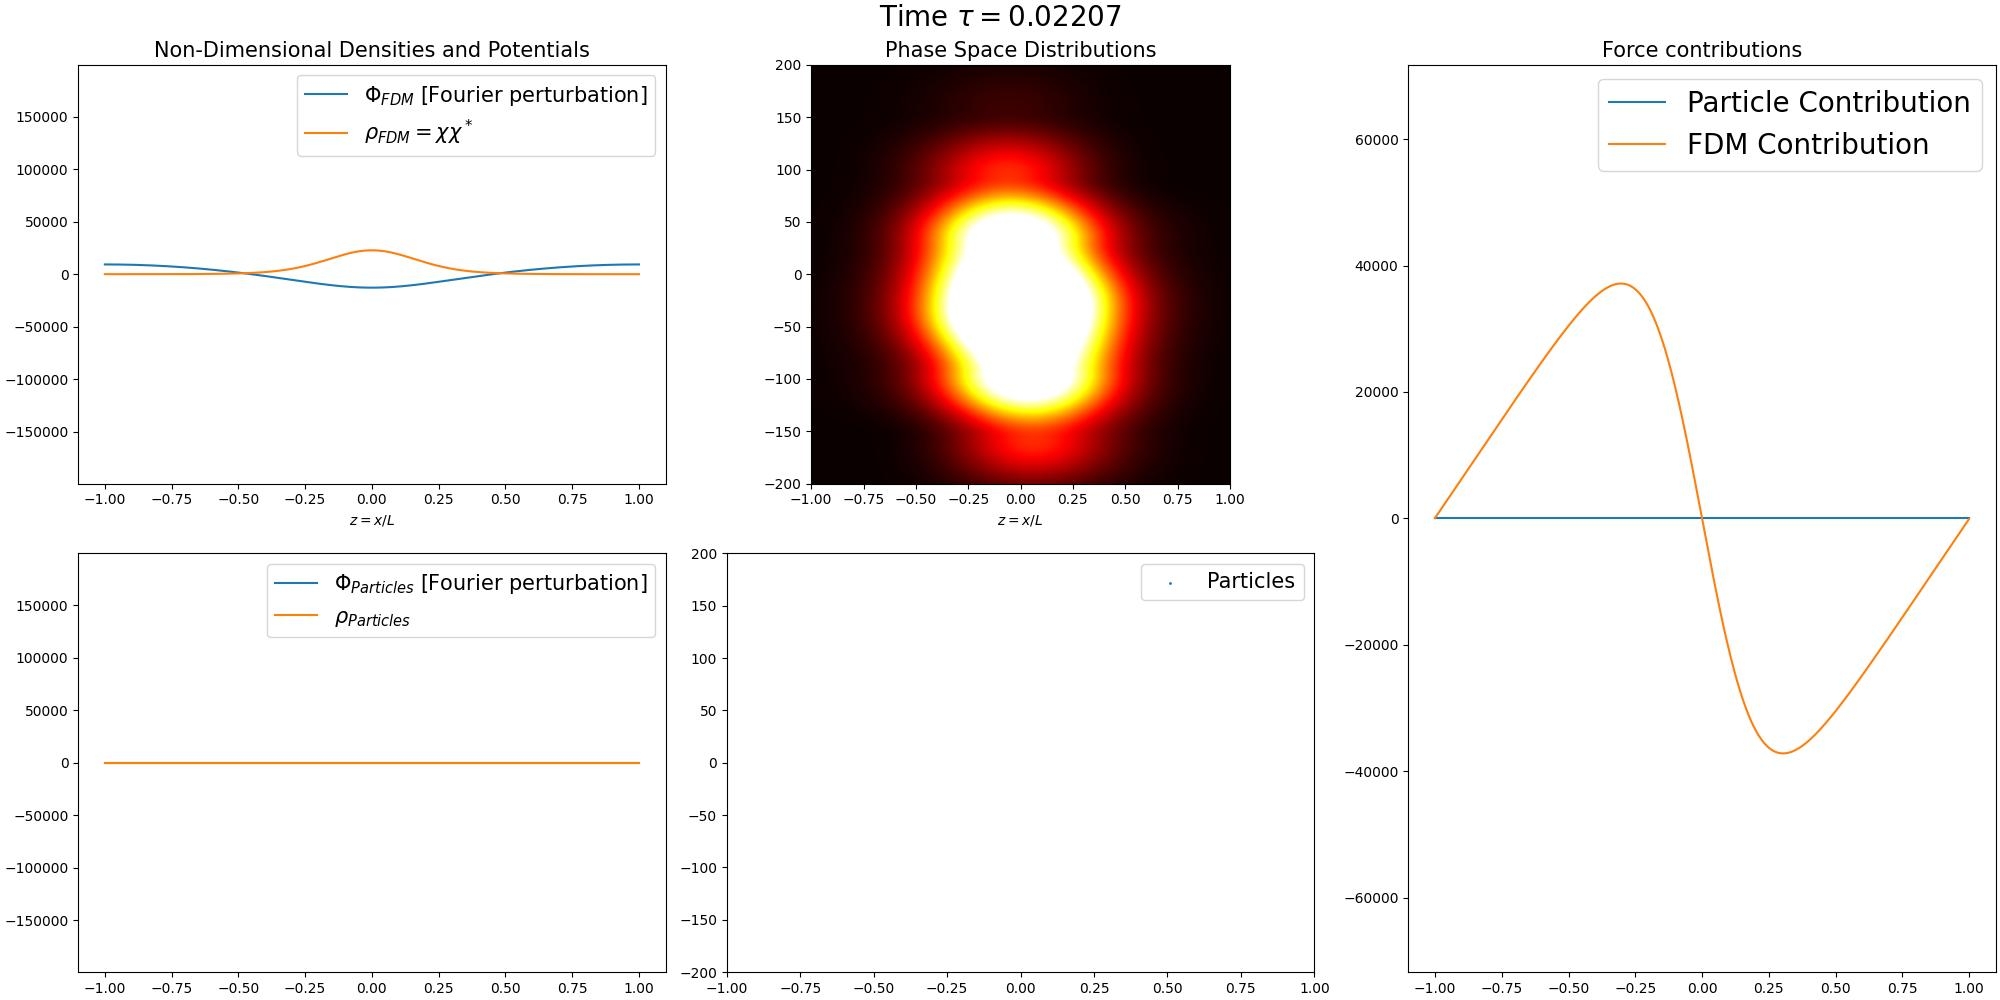 Time τ = 0.02207
Non-Dimensional Densities and Potentials
Φ_FDM [Fourier perturbation]
ρ_FDM = χχ*
150000
100000
50000
0
−50000
−100000
−150000
−1.00 −0.75 −0.50 −0.25 0.00 0.25 0.50 0.75 1.00
z = x/L
Phase Space Distributions
200
150
100
50
0
−50
−100
−150
−200
−1.00 −0.75 −0.50 −0.25 0.00 0.25 0.50 0.75 1.00
z = x/L
Force contributions
Particle Contribution
FDM Contribution
60000
40000
20000
0
−20000
−40000
−60000
−1.00 −0.75 −0.50 −0.25 0.00 0.25 0.50 0.75 1.00
Φ_Particles [Fourier perturbation]
ρ_Particles
150000
100000
50000
0
−50000
−100000
−150000
−1.00 −0.75 −0.50 −0.25 0.00 0.25 0.50 0.75 1.00
Particles
200
150
100
50
0
−50
−100
−150
−200
−1.00 −0.75 −0.50 −0.25 0.00 0.25 0.50 0.75 1.00